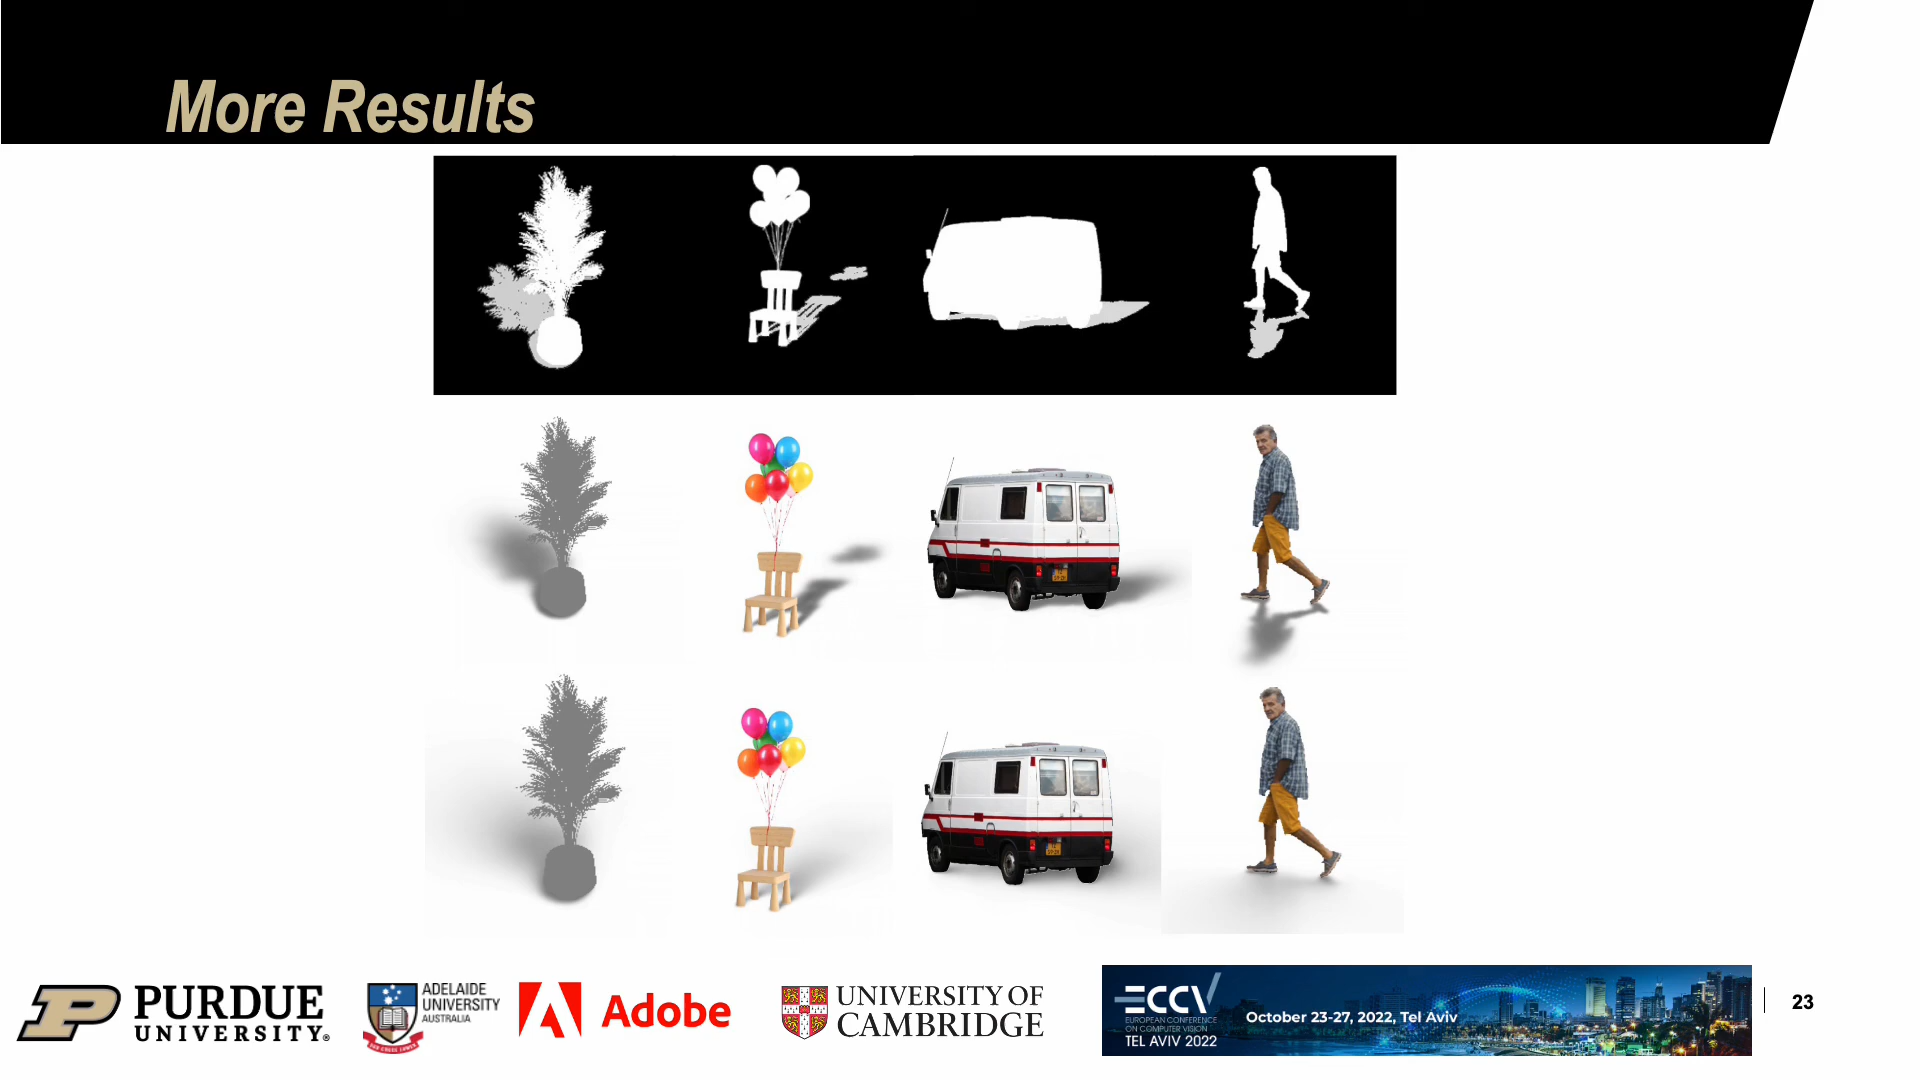 More Results
PURDUE
UNIVERSITY®
ADELAIDE
UNIVERSITY
AUSTRALIA
Adobe
UNIVERSITY OF
CAMBRIDGE
ECCV
EUROPEAN CONFERENCE
ON COMPUTER VISION
TEL AVIV 2022
October 23-27, 2022, Tel Aviv
23